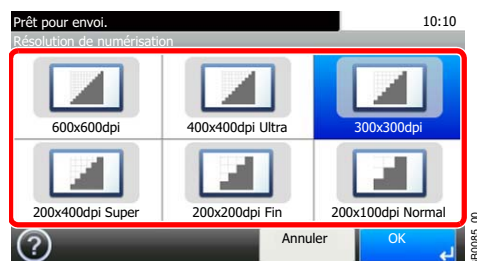 Prêt pour envoi. 10:10
Résolution de numérisation
600x600dpi 400x400dpi Ultra 300x300dpi
200x400dpi Super 200x200dpi Fin 200x100dpi Normal
? Annuler OK